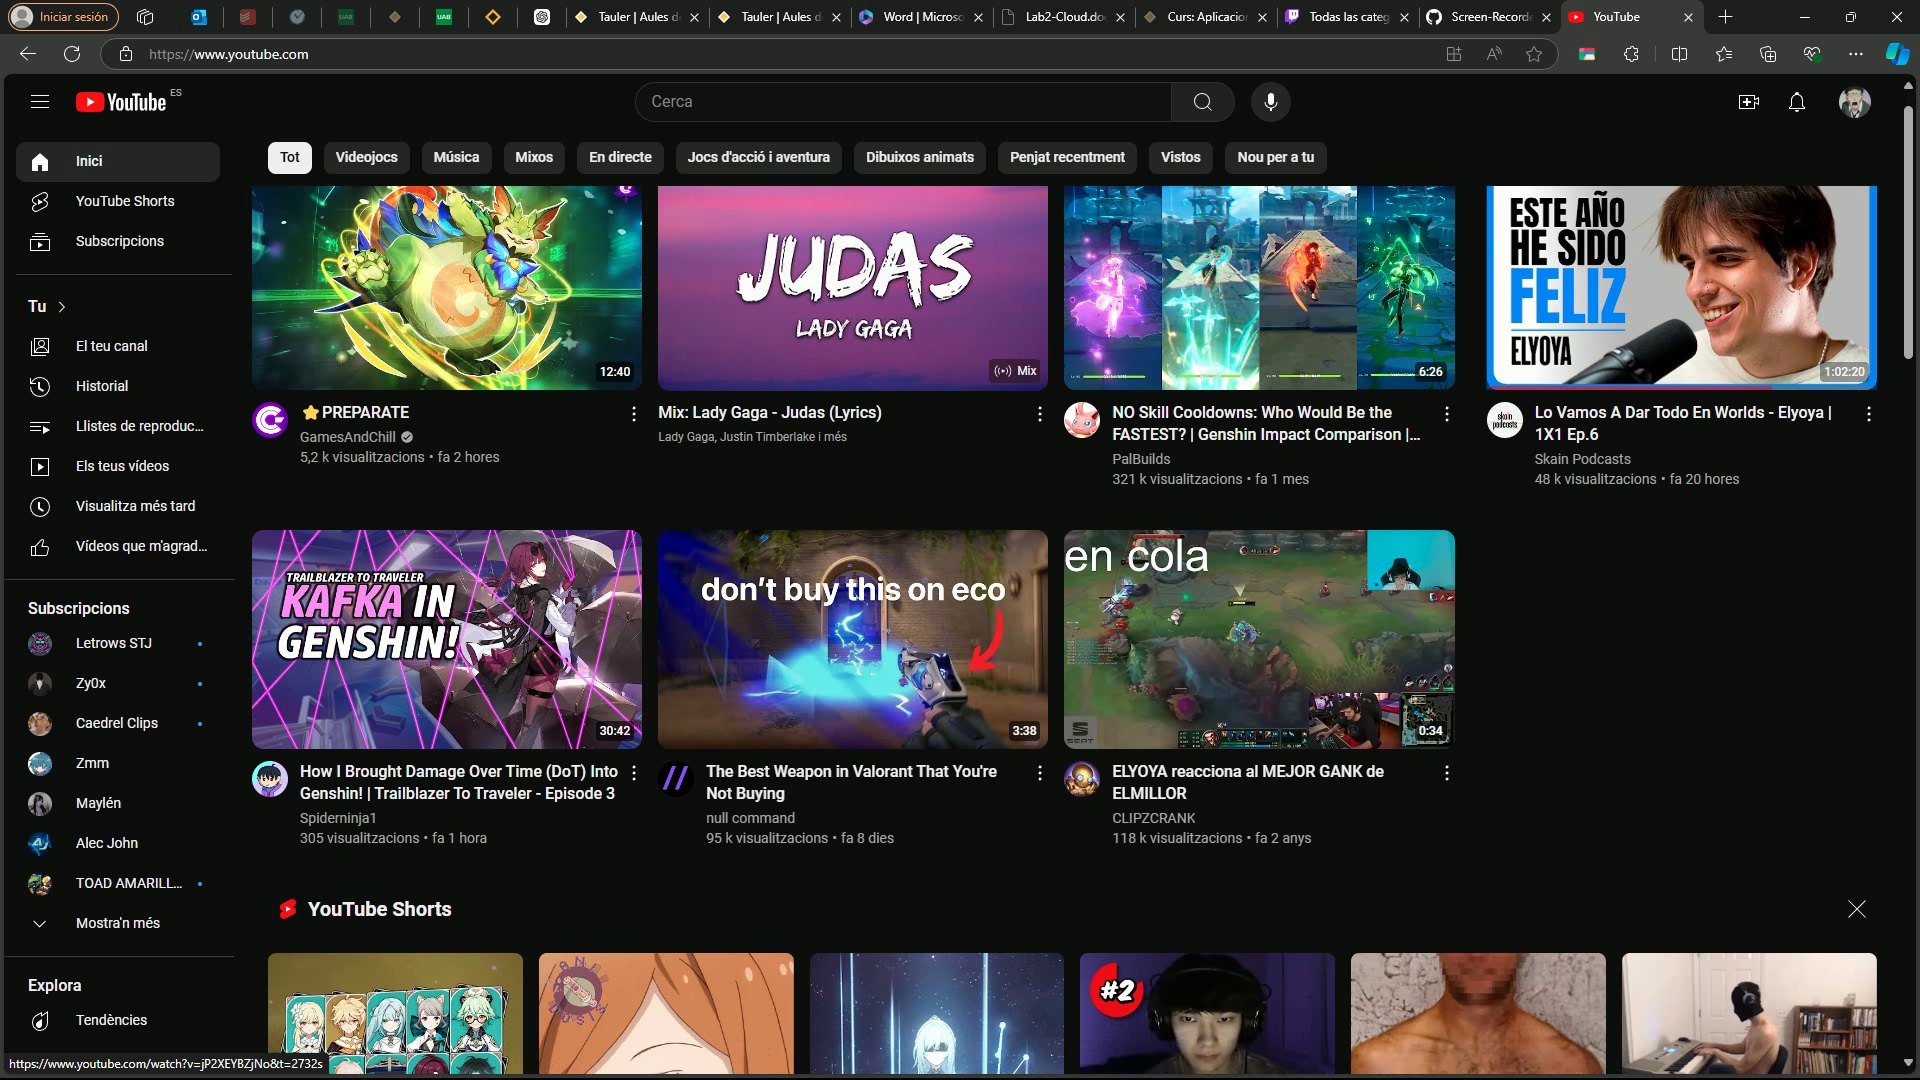 Iniciar sesión
Tauler | Aules d
Tauler | Aules d
Word | Micros
Lab2-Cloud.do
Curs: Aplicacio
Todas las categ
Screen-Record
YouTube
https://www.youtube.com
YouTube ES
Cerca
Inici
YouTube Shorts
Subscripcions
Tu
El teu canal
Historial
Llistes de reproduc...
Els teus vídeos
Visualitza més tard
Vídeos que m'agrad...
Subscripcions
Letrows STJ
Zy0x
Caedrel Clips
Zmm
Maylén
Alec John
TOAD AMARILL...
Mostra'n més
Explora
Tendències
https://www.youtube.com/watch?v=jP2XEYBZjNo&t=2732s
Tot
Videojocs
Música
Mixos
En directe
Jocs d'acció i aventura
Dibuixos animats
Penjat recentment
Vistos
Nou per a tu
12:40
⭐PREPARATE
GamesAndChill
5,2 k visualitzacions • fa 2 hores
JUDAS
LADY GAGA
Mix
Mix: Lady Gaga - Judas (Lyrics)
Lady Gaga, Justin Timberlake i més
6:26
NO Skill Cooldowns: Who Would Be the
FASTEST? | Genshin Impact Comparison |...
PalBuilds
321 k visualitzacions • fa 1 mes
ESTE AÑO
HE SIDO
FELIZ
ELYOYA
1:02:20
skain
podcasts
Lo Vamos A Dar Todo En Worlds - Elyoya |
1X1 Ep.6
Skain Podcasts
48 k visualitzacions • fa 20 hores
TRAILBLAZER TO TRAVELER
KAFKA IN
GENSHIN!
30:42
How I Brought Damage Over Time (DoT) Into
Genshin! | Trailblazer To Traveler - Episode 3
Spiderninja1
305 visualitzacions • fa 1 hora
don't buy this on eco
3:38
The Best Weapon in Valorant That You're
Not Buying
null command
95 k visualitzacions • fa 8 dies
en cola
SEAT
0:34
ELYOYA reacciona al MEJOR GANK de
ELMILLOR
CLIPZCRANK
118 k visualitzacions • fa 2 anys
YouTube Shorts
#2